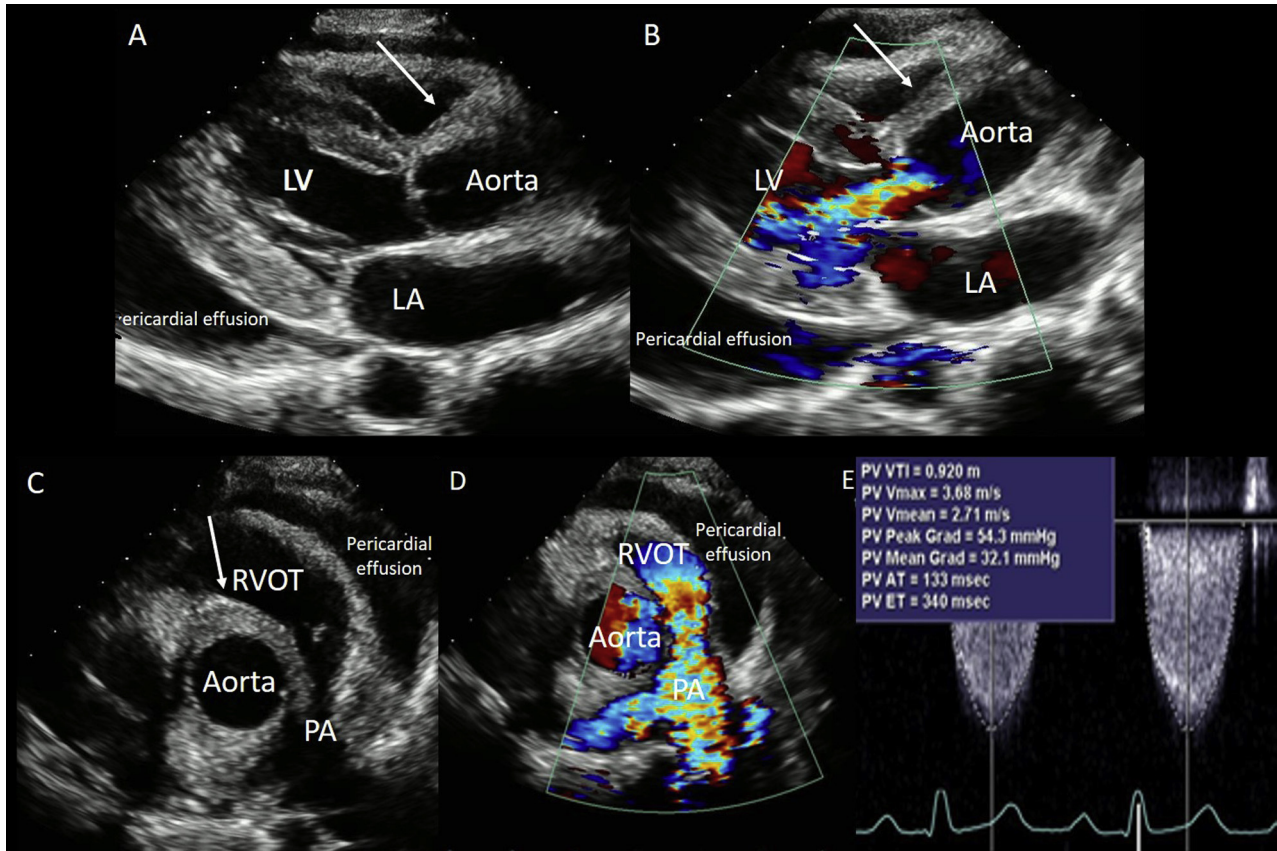 A
LV
Aorta
LA
ericardial effusion
B
Aorta
LV
LA
Pericardial effusion
C
RVOT
Pericardial
effusion
Aorta
PA
D
RVOT
Pericardial
effusion
Aorta
PA
E
PV VTI = 0.920 m
PV Vmax = 3.68 m/s
PV Vmean = 2.71 m/s
PV Peak Grad = 54.3 mmHg
PV Mean Grad = 32.1 mmHg
PV AT = 133 msec
PV ET = 340 msec